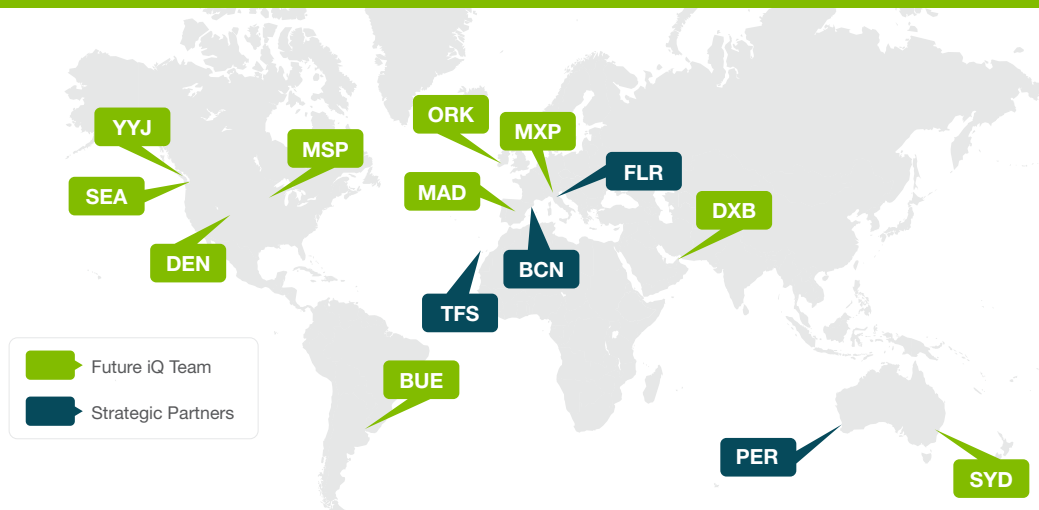 ORK
YYJ
MXP
MSP
FLR
MAD
SEA
DXB
DEN
BCN
TFS
Future iQ Team
BUE
Strategic Partners
PER
SYD